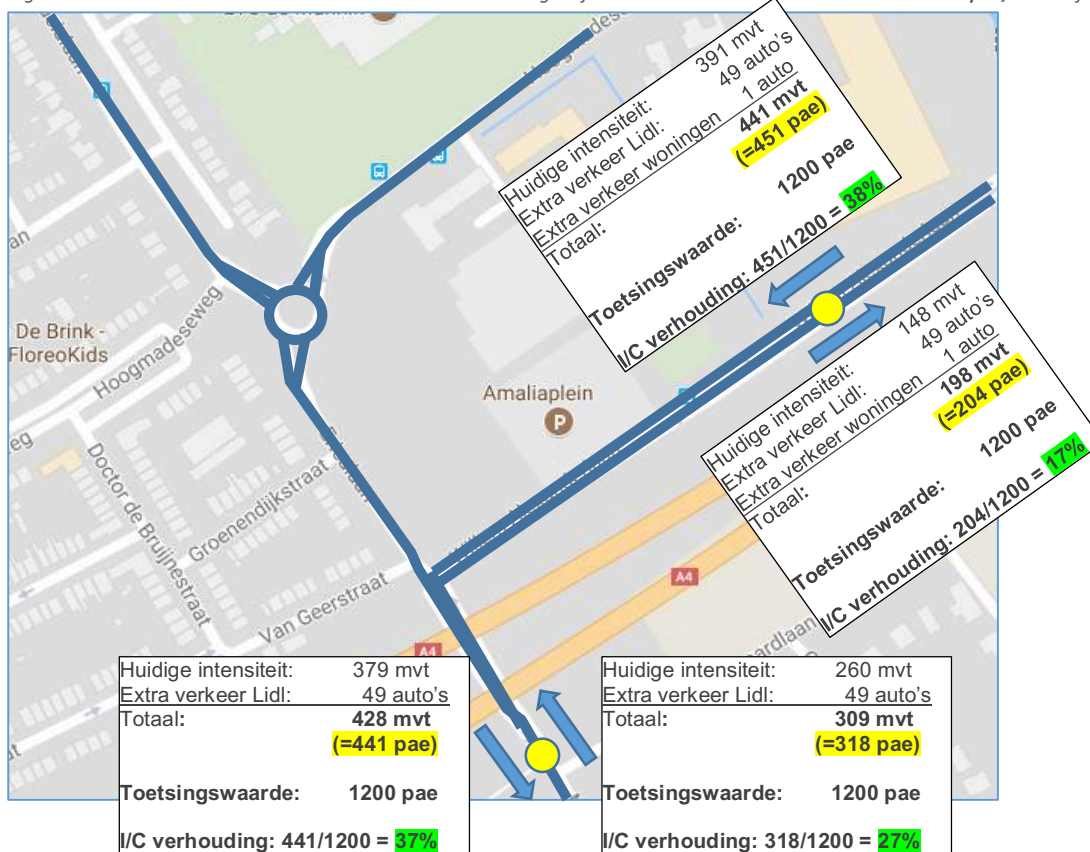 Huidige intensiteit: 391 mvt
Extra verkeer Lidl: 49 auto's
Extra verkeer woningen 1 auto
Totaal: 441 mvt
(=451 pae)
Toetsingswaarde: 1200 pae
I/C verhouding: 451/1200 = 38%
De Brink -
FloreoKids
Hoogmadeseweg
Amaliaplein
P
Huidige intensiteit: 148 mvt
Extra verkeer Lidl: 49 auto's
Extra verkeer woningen 1 auto
Totaal: 198 mvt
(=204 pae)
Toetsingswaarde: 1200 pae
I/C verhouding: 204/1200 = 17%
Doctor de Bruijnestraat
Groenendijkstraat
Van Geerstraat
A4
A4
Huidige intensiteit: 379 mvt
Extra verkeer Lidl: 49 auto's
Totaal: 428 mvt
(=441 pae)
Toetsingswaarde: 1200 pae
I/C verhouding: 441/1200 = 37%
Huidige intensiteit: 260 mvt
Extra verkeer Lidl: 49 auto's
Totaal: 309 mvt
(=318 pae)
Toetsingswaarde: 1200 pae
I/C verhouding: 318/1200 = 27%